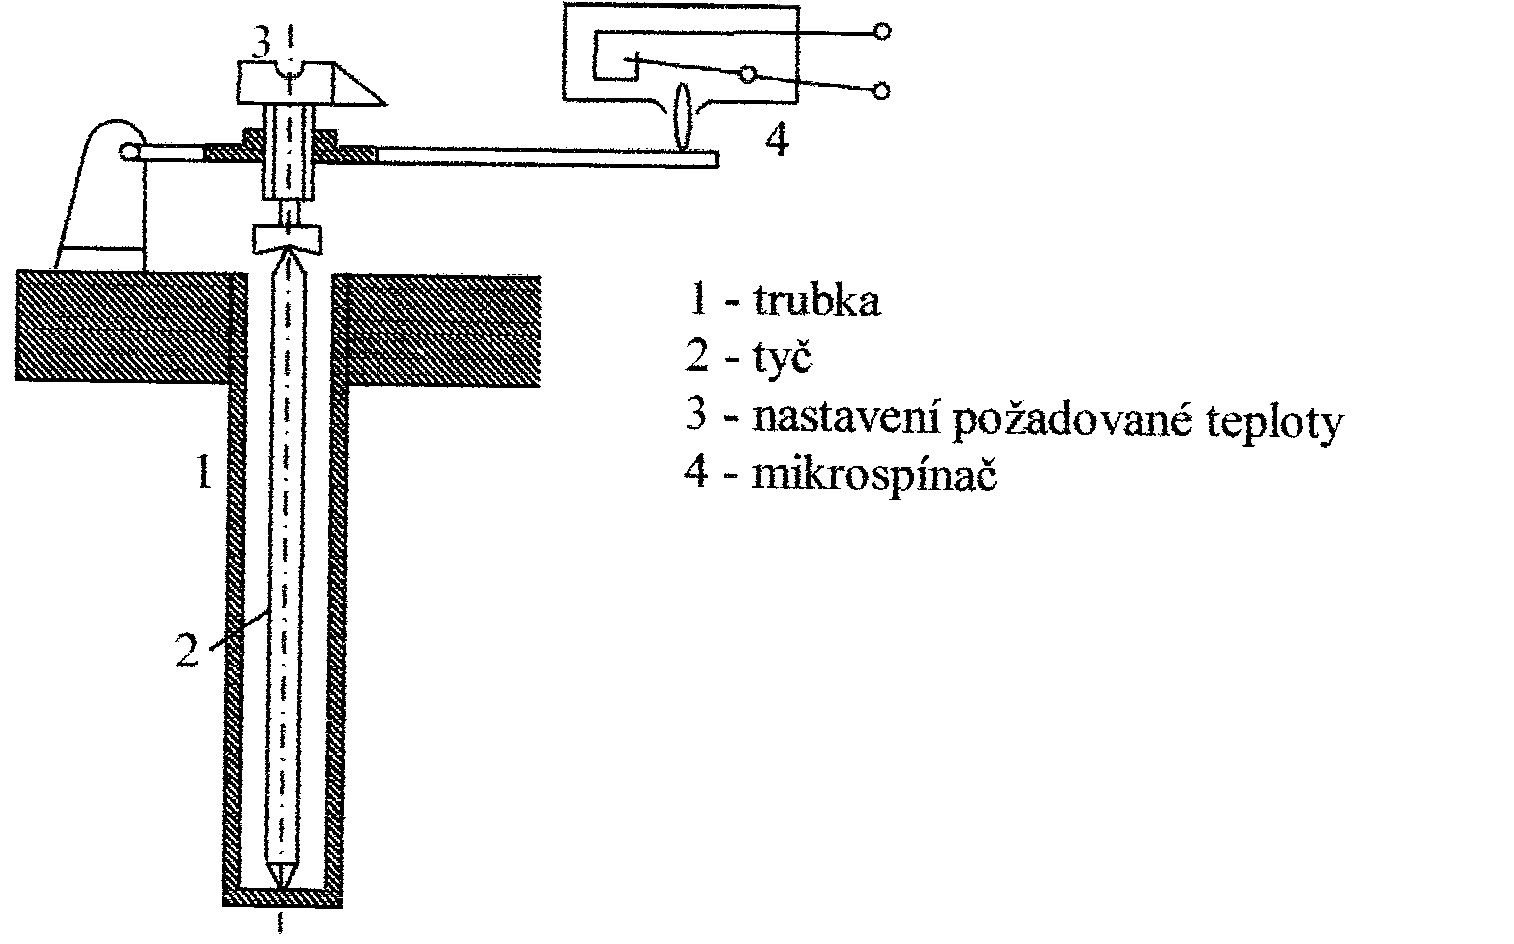 3
4
1 - trubka
2 - tyč
3 - nastavení požadované teploty
4 - mikrospínač
1
2